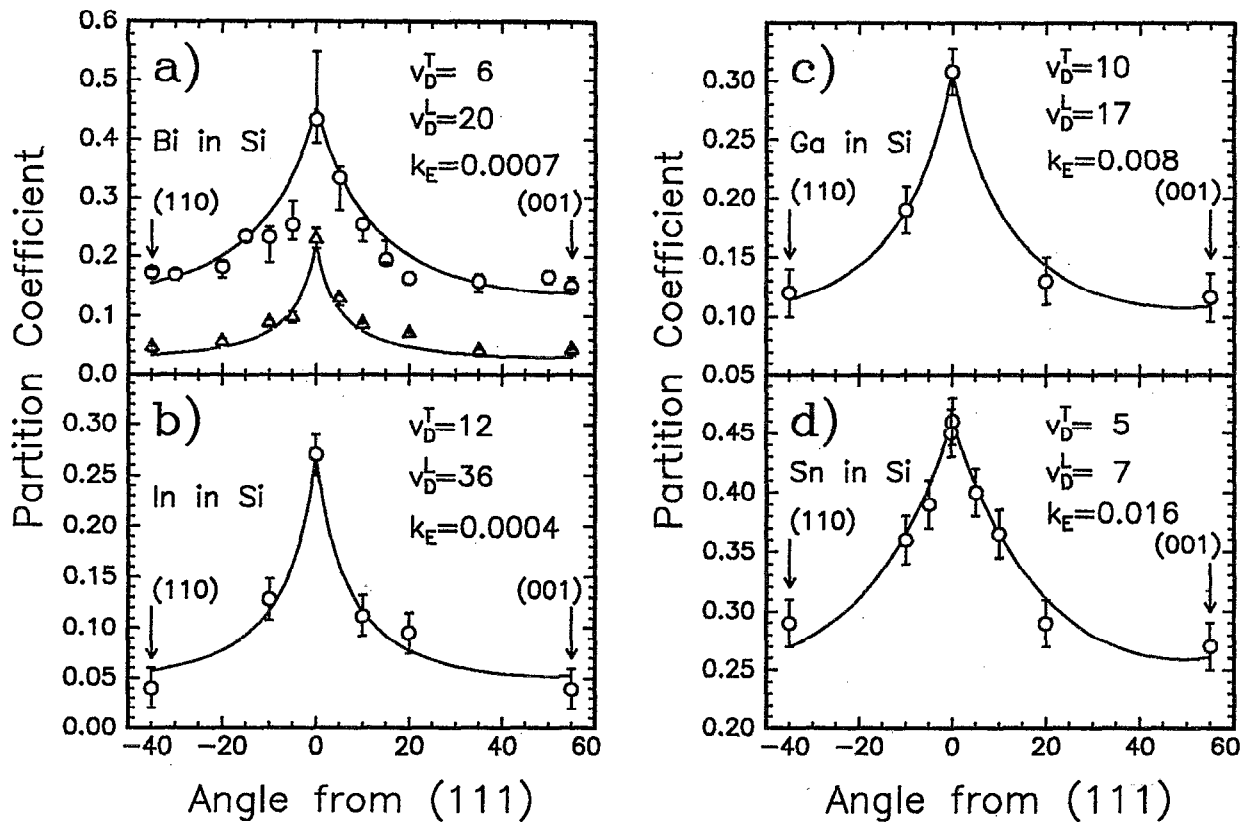 Partition Coefficient
0.6
0.5
0.4
0.3
0.2
0.1
0.0
a)
Bi in Si
v_D^T= 6
v_D^L=20
k_E=0.0007
(110)
(001)
0.30
0.25
0.20
0.15
0.10
0.05
0.00
b)
In in Si
v_D^T=12
v_D^L=36
k_E=0.0004
(110)
(001)
−40 −20 0 20 40 60
Angle from (111)
Partition Coefficient
0.30
0.25
0.20
0.15
0.10
0.05
c)
Ga in Si
v_D^T=10
v_D^L=17
k_E=0.008
(110)
(001)
0.45
0.40
0.35
0.30
0.25
0.20
d)
Sn in Si
v_D^T= 5
v_D^L= 7
k_E=0.016
(110)
(001)
−40 −20 0 20 40 60
Angle from (111)